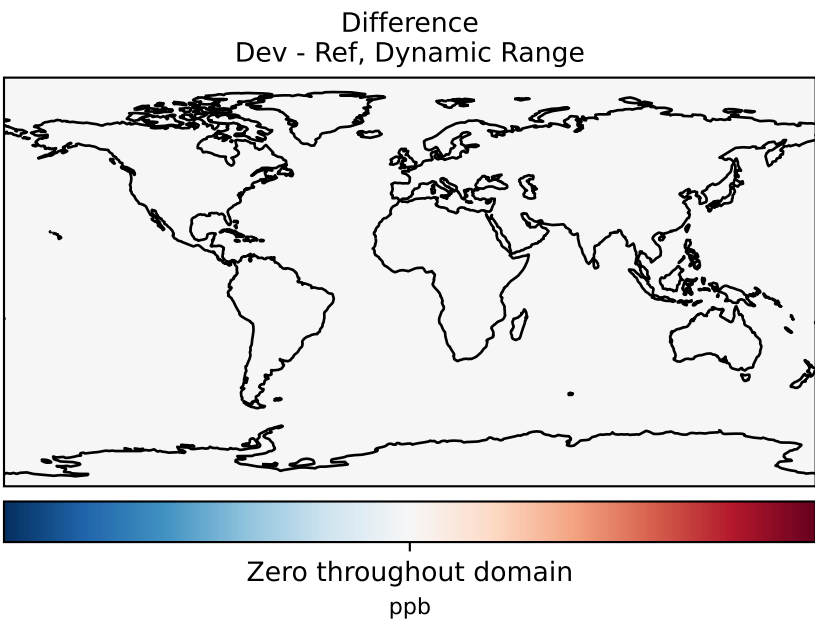 Difference
Dev - Ref, Dynamic Range
Zero throughout domain
ppb